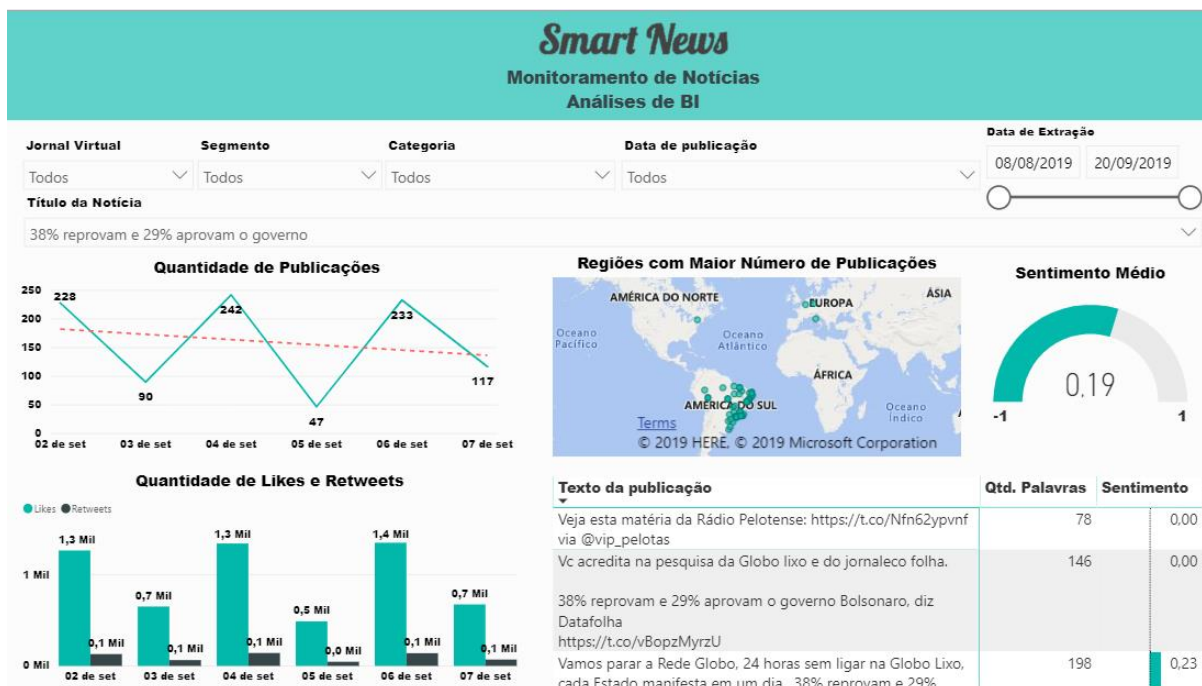 Smart News
Monitoramento de Notícias
Análises de BI
Jornal Virtual
Segmento
Categoria
Data de publicação
Data de Extração
Todos
Todos
Todos
Todos
08/08/2019
20/09/2019
Título da Notícia
38% reprovam e 29% aprovam o governo
Quantidade de Publicações
250
200
150
100
50
0
228
90
242
47
233
117
02 de set
03 de set
04 de set
05 de set
06 de set
07 de set
Regiões com Maior Número de Publicações
AMÉRICA DO NORTE
EUROPA
ÁSIA
Oceano
Pacífico
Oceano
Atlântico
ÁFRICA
AMÉRICA DO SUL
Oceano
Índico
Terms
© 2019 HERE, © 2019 Microsoft Corporation
Sentimento Médio
0,19
-1
1
Quantidade de Likes e Retweets
Likes
Retweets
1 Mil
0 Mil
1,3 Mil
0,1 Mil
0,7 Mil
0,1 Mil
1,3 Mil
0,1 Mil
0,5 Mil
0,0 Mil
1,4 Mil
0,1 Mil
0,7 Mil
0,1 Mil
02 de set
03 de set
04 de set
05 de set
06 de set
07 de set
Texto da publicação
Qtd. Palavras
Sentimento
Veja esta matéria da Rádio Pelotense: https://t.co/Nfn62ypvnf
via @vip_pelotas
78
0,00
Vc acredita na pesquisa da Globo lixo e do jornaleco folha.
146
0,00
38% reprovam e 29% aprovam o governo Bolsonaro, diz
Datafolha
https://t.co/vBopzMyrzU
Vamos parar a Rede Globo, 24 horas sem ligar na Globo Lixo,
198
0,23
cada Estado manifesta em um dia. 38% reprovam e 29%